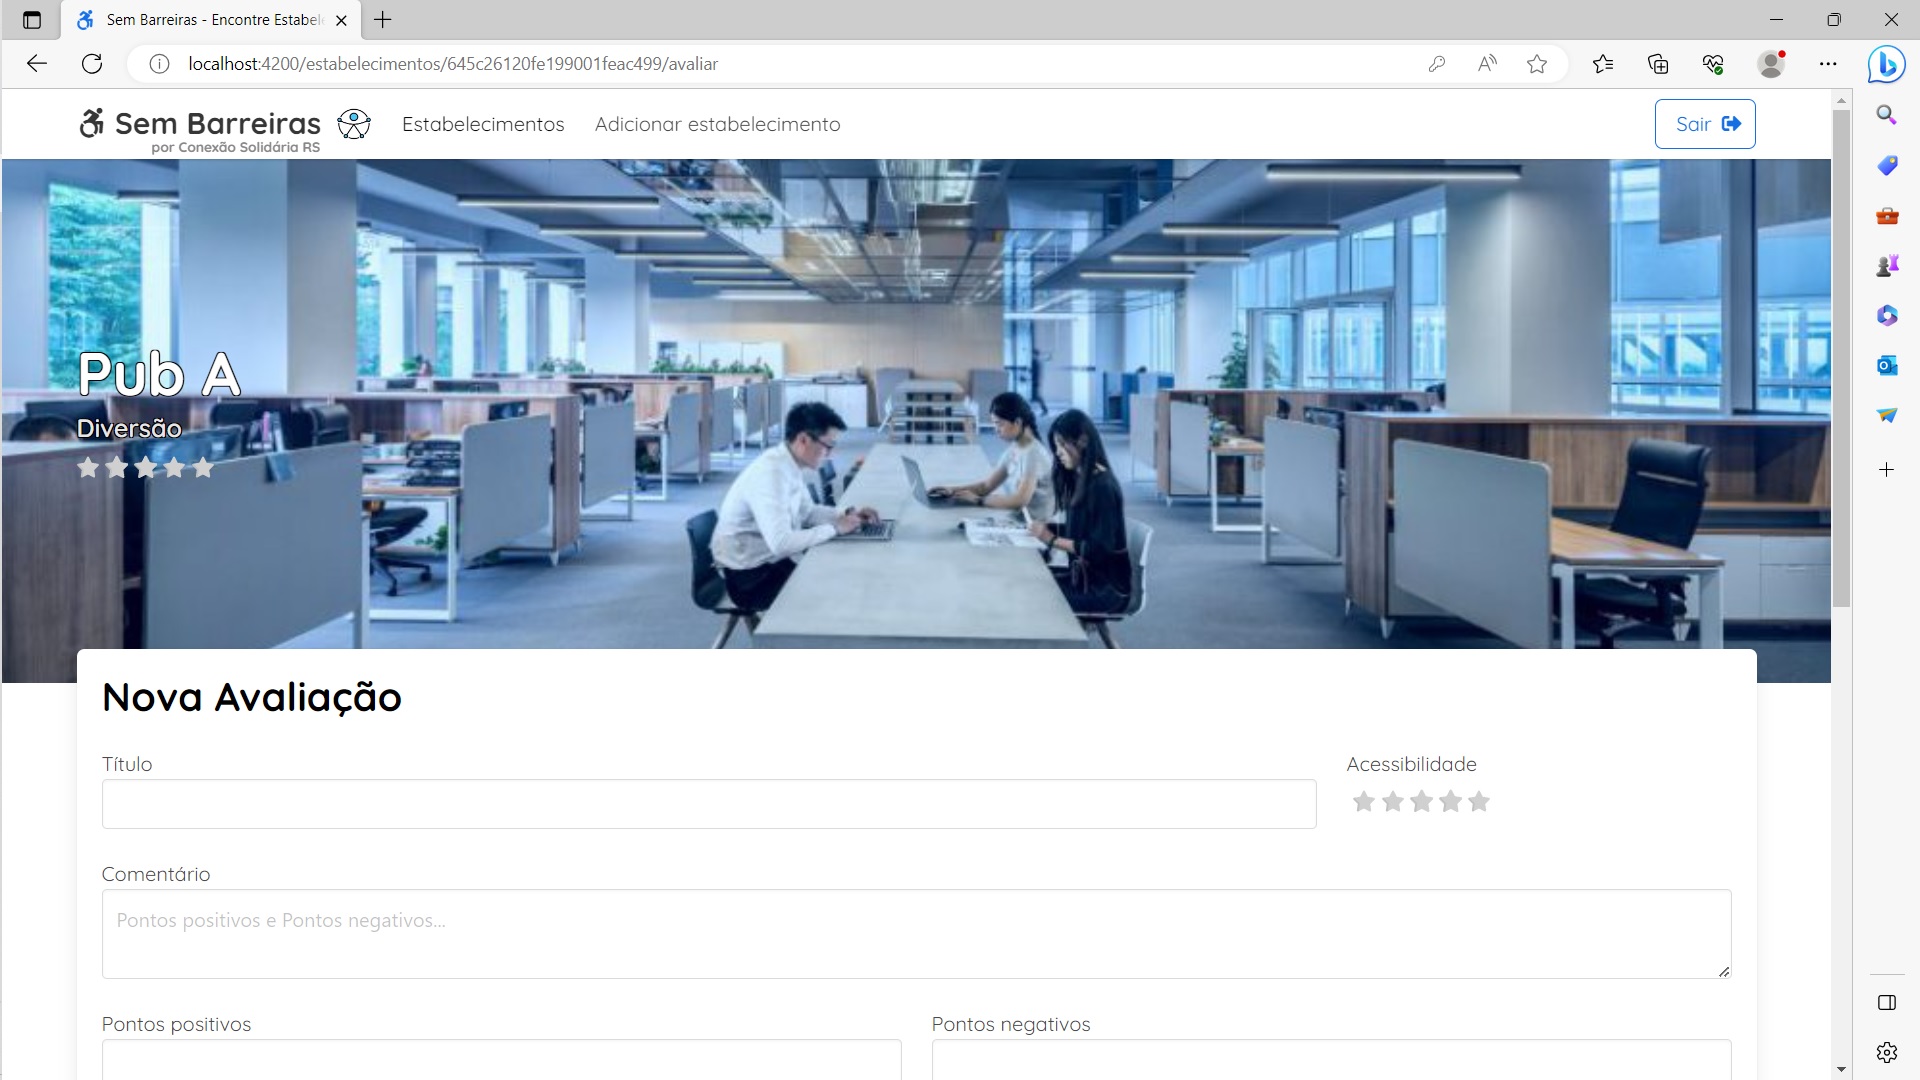 Sem Barreiras - Encontre Estabel
localhost:4200/estabelecimentos/645c26120fe199001feac499/avaliar
Sem Barreiras
por Conexão Solidária RS
Estabelecimentos
Adicionar estabelecimento
Sair
Pub A
Diversão
Nova Avaliação
Título
Acessibilidade
Comentário
Pontos positivos e Pontos negativos...
Pontos positivos
Pontos negativos